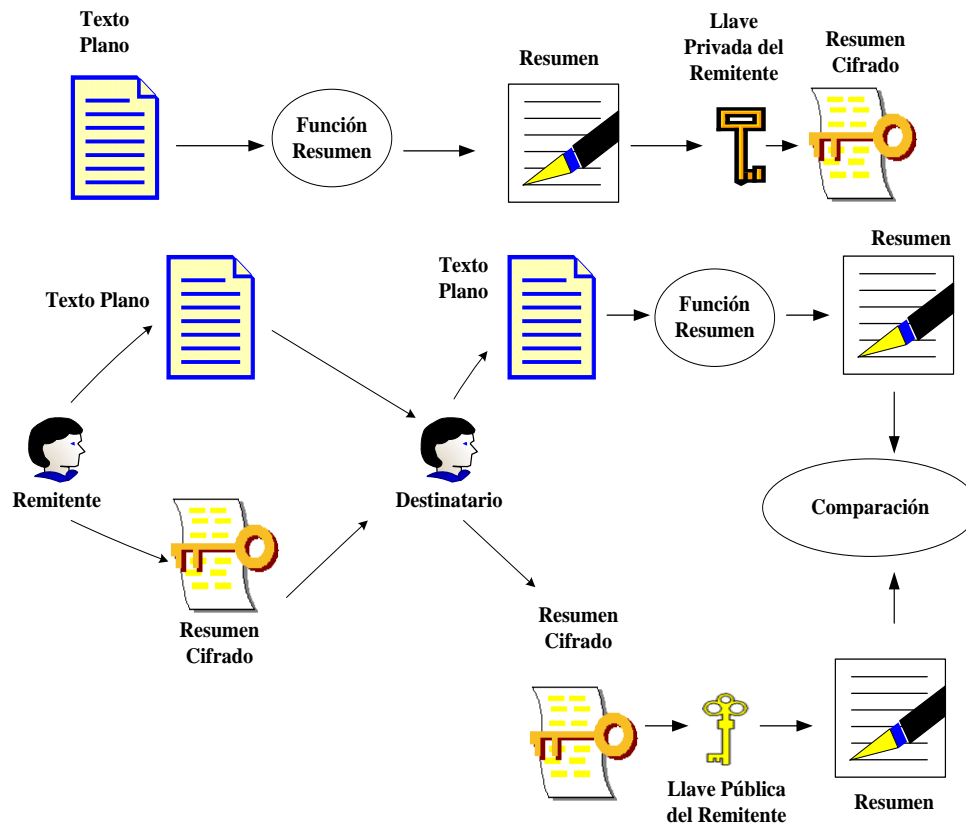 Texto
Plano
Función
Resumen
Resumen
Llave
Privada del
Remitente
Resumen
Cifrado
Texto Plano
Texto
Plano
Función
Resumen
Resumen
Remitente
Destinatario
Comparación
Resumen
Cifrado
Resumen
Cifrado
Llave Pública
del Remitente
Resumen